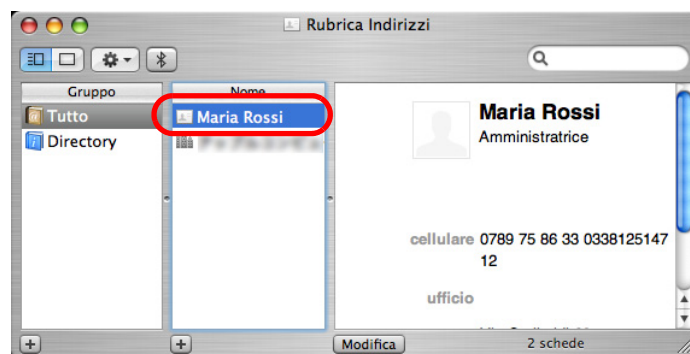 Rubrica Indirizzi
Gruppo
Nome
Tutto
Directory
Maria Rossi
Maria Rossi
Amministratrice
cellulare 0789 75 86 33 0338125147
12
ufficio
Modifica
2 schede